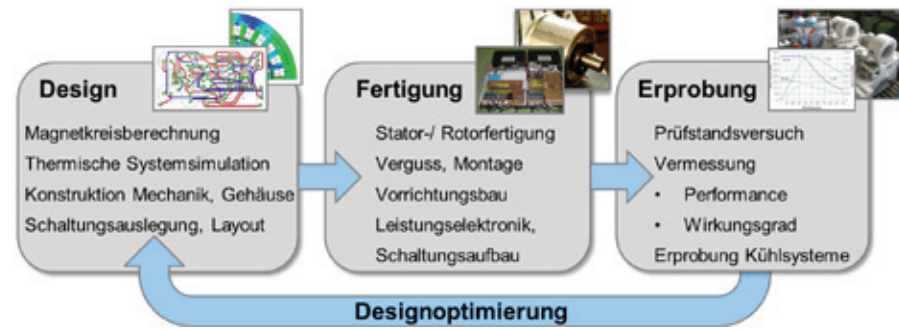 Design
Magnetkreisberechnung
Thermische Systemsimulation
Konstruktion Mechanik, Gehäuse
Schaltungsauslegung, Layout
Fertigung
Stator-/ Rotorfertigung
Verguss, Montage
Vorrichtungsbau
Leistungselektronik,
Schaltungsaufbau
Erprobung
Prüfstandsversuch
Vermessung
• Performance
• Wirkungsgrad
Erprobung Kühlsysteme
Designoptimierung